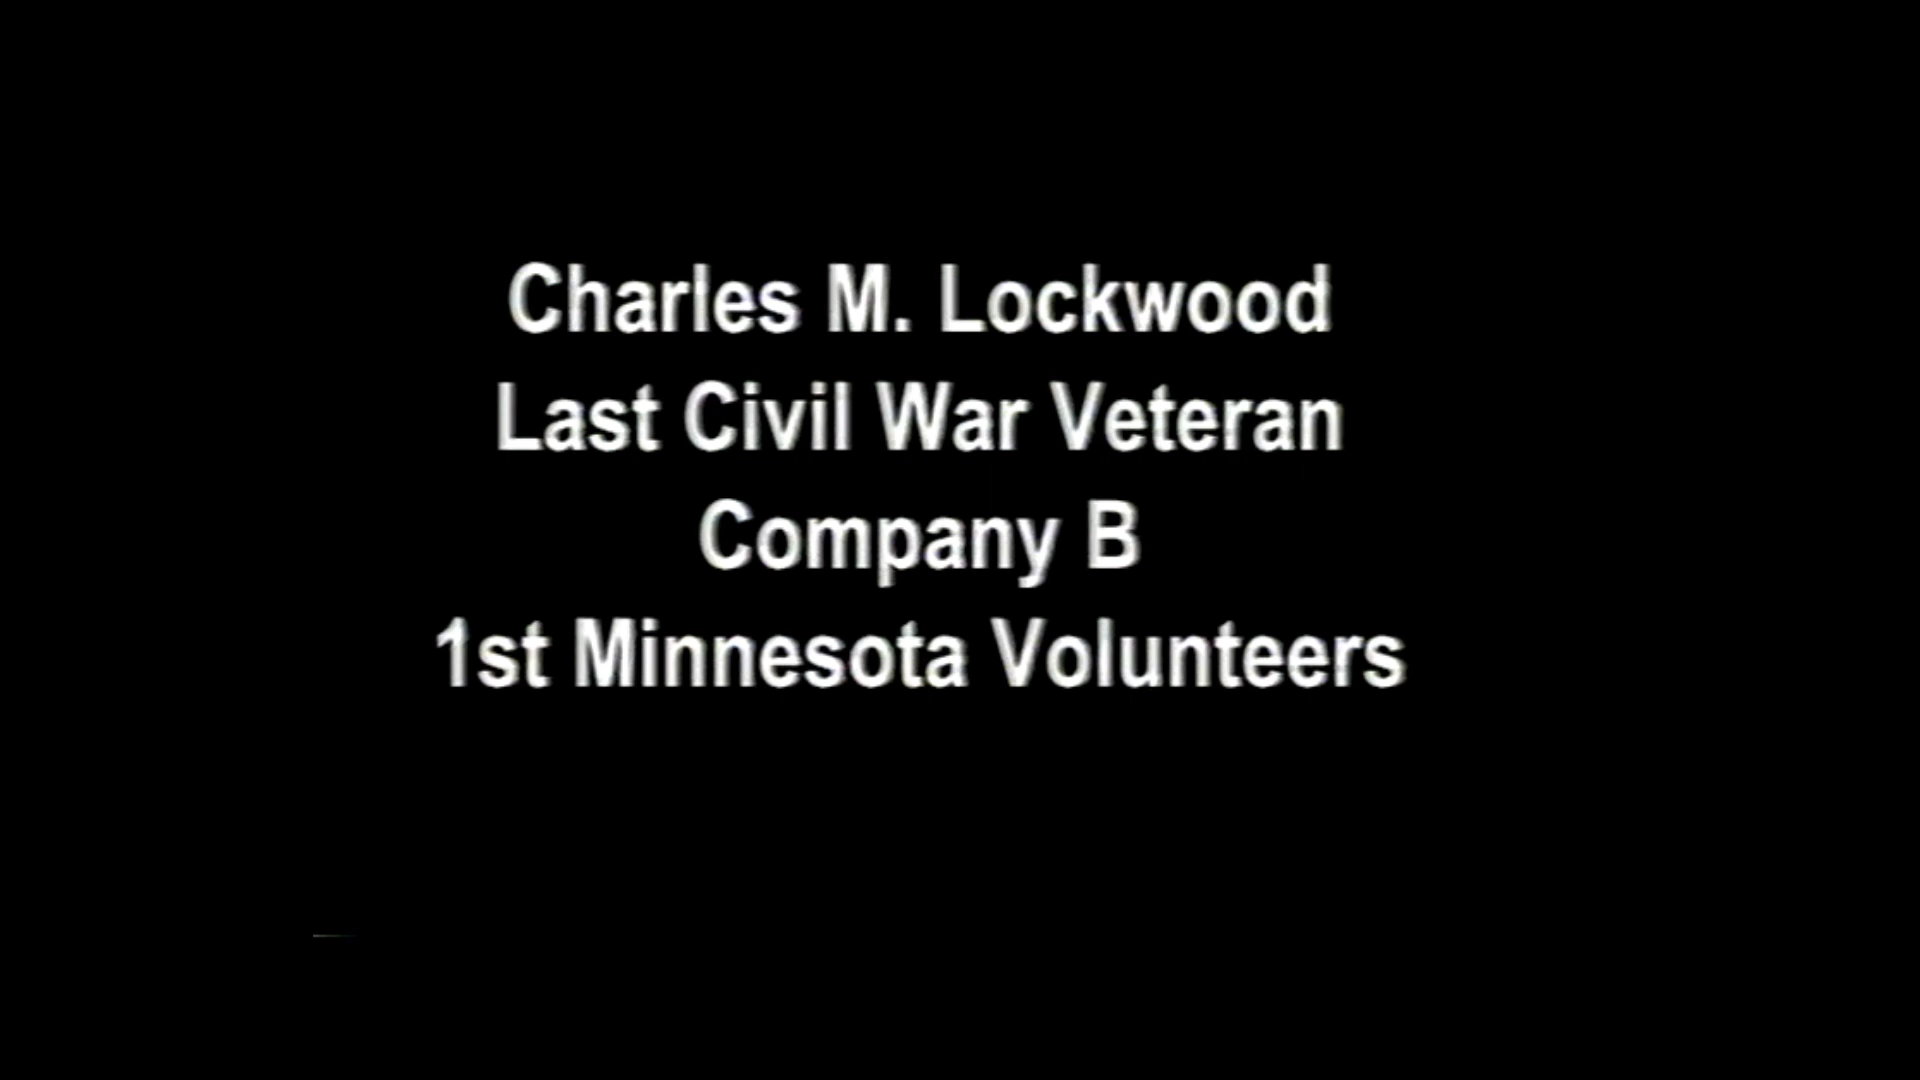 Charles M. Lockwood
Last Civil War Veteran
Company B
1st Minnesota Volunteers